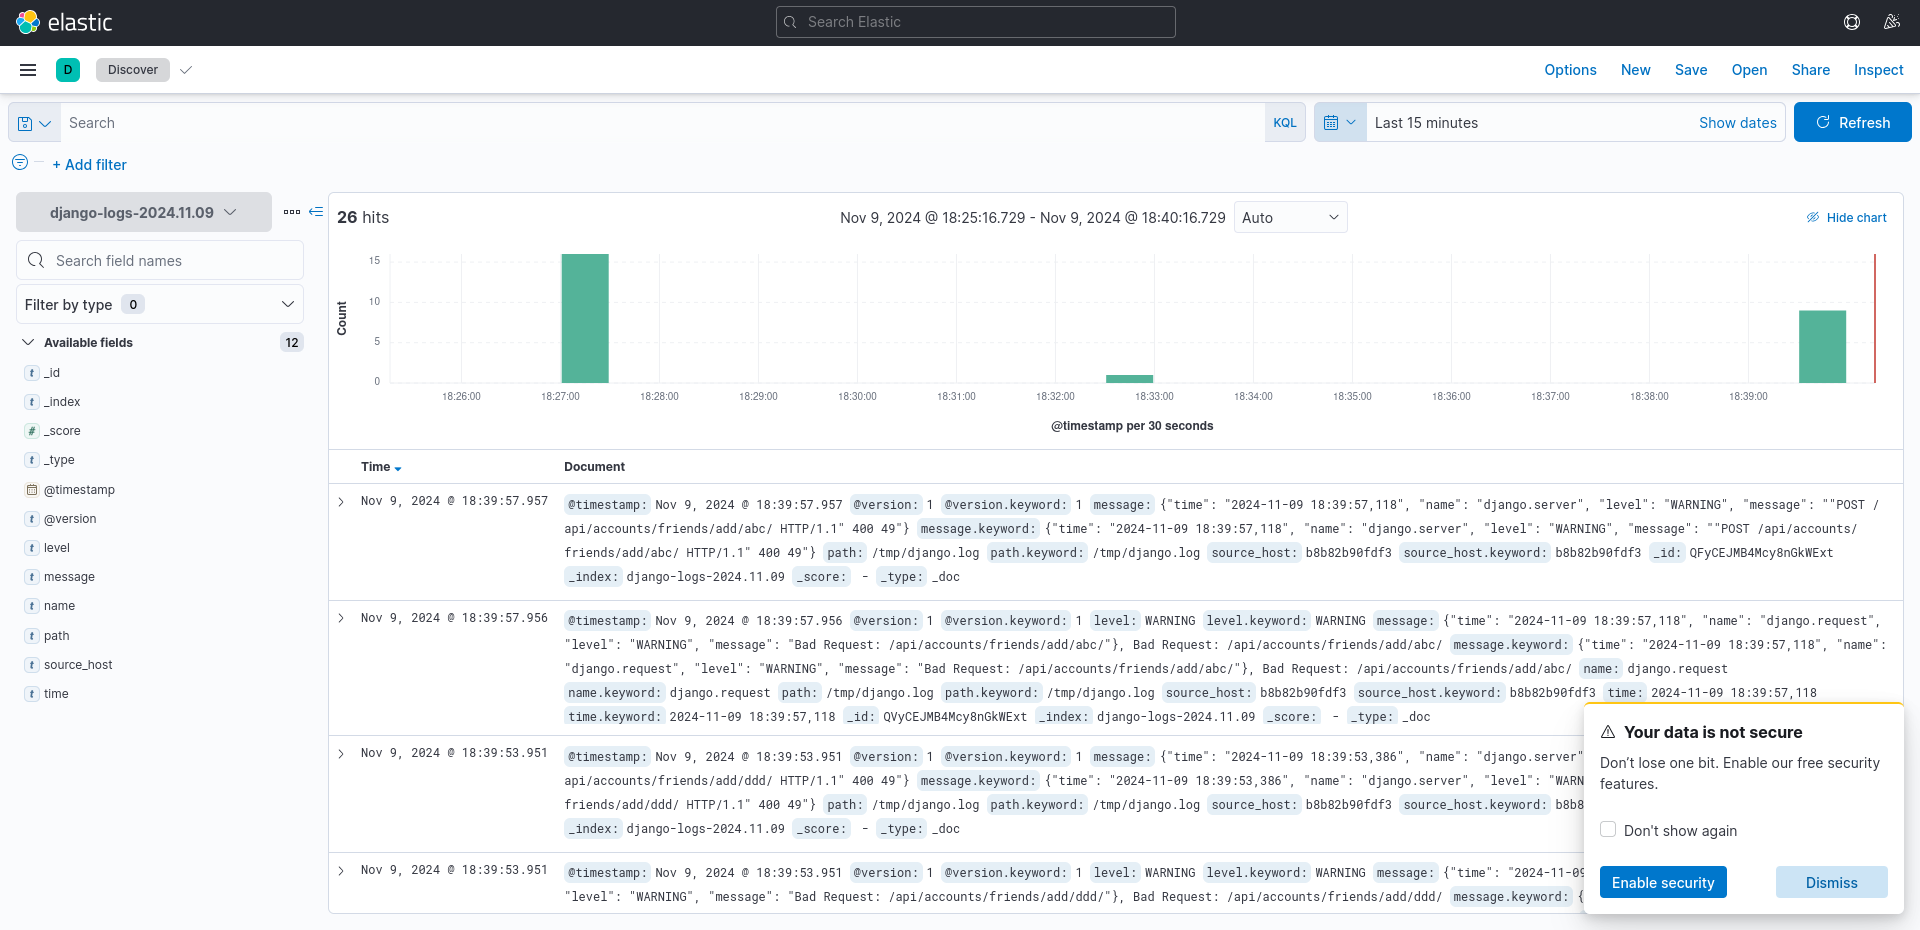 elastic
Search Elastic
D
Discover
Options New Save Open Share Inspect
Search
KQL
Last 15 minutes
Show dates
Refresh
+ Add filter
django-logs-2024.11.09
Search field names
Filter by type 0
Available fields 12
t _id
t _index
# _score
t _type
@timestamp
t @version
t level
t message
t name
t path
t source_host
t time
26 hits
Nov 9, 2024 @ 18:25:16.729 - Nov 9, 2024 @ 18:40:16.729
Auto
Hide chart
Count
15
10
5
0
18:26:00 18:27:00 18:28:00 18:29:00 18:30:00 18:31:00 18:32:00 18:33:00 18:34:00 18:35:00 18:36:00 18:37:00 18:38:00 18:39:00
@timestamp per 30 seconds
Time Document
Nov 9, 2024 @ 18:39:57.957
@timestamp: Nov 9, 2024 @ 18:39:57.957 @version: 1 @version.keyword: 1 message: {"time": "2024-11-09 18:39:57,118", "name": "django.server", "level": "WARNING", "message": ""POST /
api/accounts/friends/add/abc/ HTTP/1.1" 400 49"} message.keyword: {"time": "2024-11-09 18:39:57,118", "name": "django.server", "level": "WARNING", "message": ""POST /api/accounts/
friends/add/abc/ HTTP/1.1" 400 49"} path: /tmp/django.log path.keyword: /tmp/django.log source_host: b8b82b90fdf3 source_host.keyword: b8b82b90fdf3 _id: QFyCEJMB4Mcy8nGkWExt
_index: django-logs-2024.11.09 _score: - _type: _doc
Nov 9, 2024 @ 18:39:57.956
@timestamp: Nov 9, 2024 @ 18:39:57.956 @version: 1 @version.keyword: 1 level: WARNING level.keyword: WARNING message: {"time": "2024-11-09 18:39:57,118", "name": "django.request",
"level": "WARNING", "message": "Bad Request: /api/accounts/friends/add/abc/"}, Bad Request: /api/accounts/friends/add/abc/ message.keyword: {"time": "2024-11-09 18:39:57,118", "name":
"django.request", "level": "WARNING", "message": "Bad Request: /api/accounts/friends/add/abc/"}, Bad Request: /api/accounts/friends/add/abc/ name: django.request
name.keyword: django.request path: /tmp/django.log path.keyword: /tmp/django.log source_host: b8b82b90fdf3 source_host.keyword: b8b82b90fdf3 time: 2024-11-09 18:39:57,118
time.keyword: 2024-11-09 18:39:57,118 _id: QVyCEJMB4Mcy8nGkWExt _index: django-logs-2024.11.09 _score: - _type: _doc
Nov 9, 2024 @ 18:39:53.951
@timestamp: Nov 9, 2024 @ 18:39:53.951 @version: 1 @version.keyword: 1 message: {"time": "2024-11-09 18:39:53,386", "name": "django.server"
api/accounts/friends/add/ddd/ HTTP/1.1" 400 49"} message.keyword: {"time": "2024-11-09 18:39:53,386", "name": "django.server", "level": "WARN
friends/add/ddd/ HTTP/1.1" 400 49"} path: /tmp/django.log path.keyword: /tmp/django.log source_host: b8b82b90fdf3 source_host.keyword: b8b8
_index: django-logs-2024.11.09 _score: - _type: _doc
Nov 9, 2024 @ 18:39:53.951
@timestamp: Nov 9, 2024 @ 18:39:53.951 @version: 1 @version.keyword: 1 level: WARNING level.keyword: WARNING message: {"time": "2024-11-09
"level": "WARNING", "message": "Bad Request: /api/accounts/friends/add/ddd/"}, Bad Request: /api/accounts/friends/add/ddd/ message.keyword: {
Your data is not secure
Don't lose one bit. Enable our free security
features.
Don't show again
Enable security
Dismiss